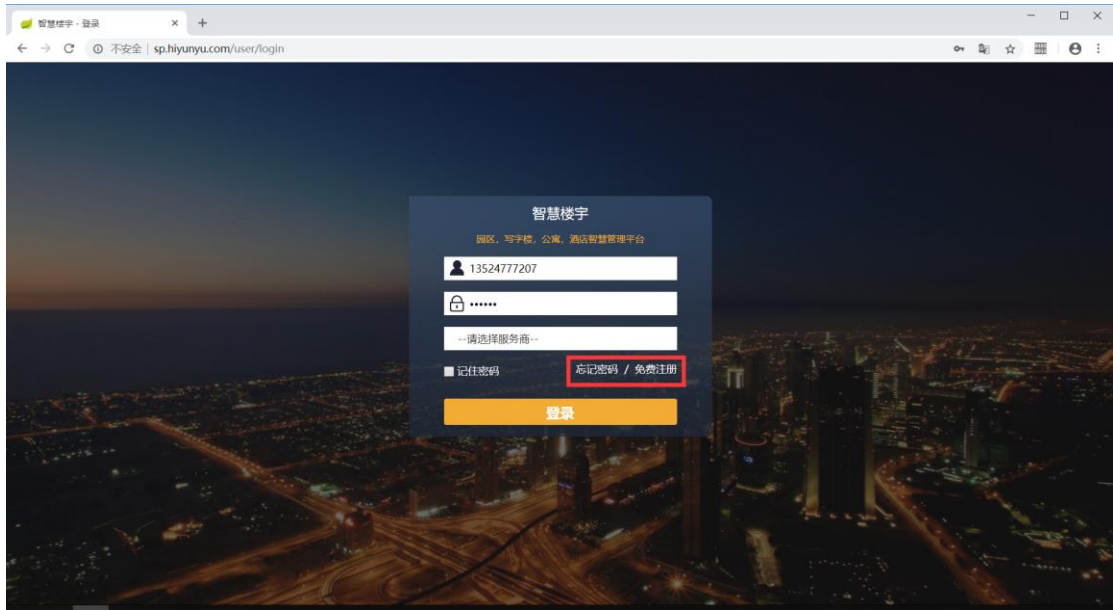 智慧楼宇 - 登录
不安全 | sp.hiyunyu.com/user/login
智慧楼宇
园区, 写字楼, 公寓, 酒店智慧管理平台
13524777207
••••••
--请选择服务商--
记住密码 忘记密码 / 免费注册
登录